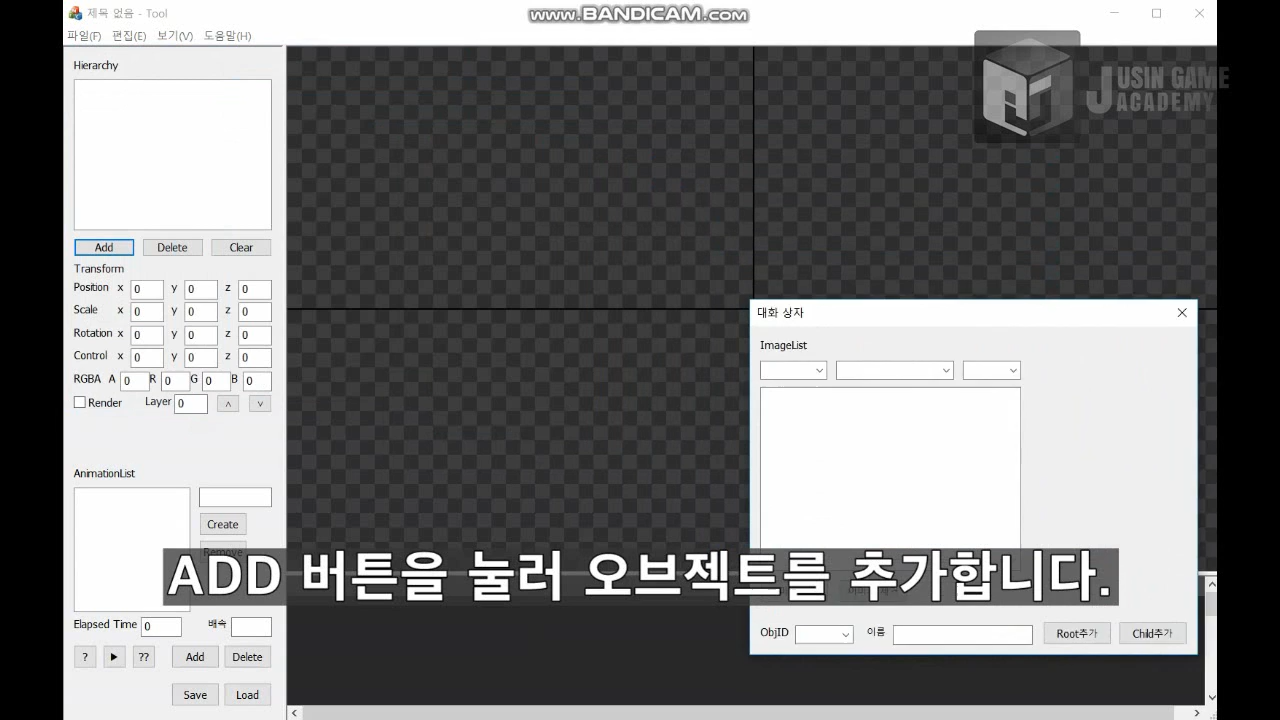 제목 없음 - Tool
www.BANDICAM.com
파일(F) 편집(E) 보기(V) 도움말(H)
JUSIN GAME
ACADEMY
Hierarchy
Add Delete Clear
Transform
Position x 0 y 0 z 0
Scale x 0 y 0 z 0
Rotation x 0 y 0 z 0
Control x 0 y 0 z 0
RGBA A 0 R 0 G 0 B 0
Render Layer 0 ˄ ˅
AnimationList
Create
Remove
대화 상자
ImageList
ADD 버튼을 눌러 오브젝트를 추가합니다.
ObjID 이름 Root추가 Child추가
Elapsed Time 0 배속
? ▶ ?? Add Delete
Save Load